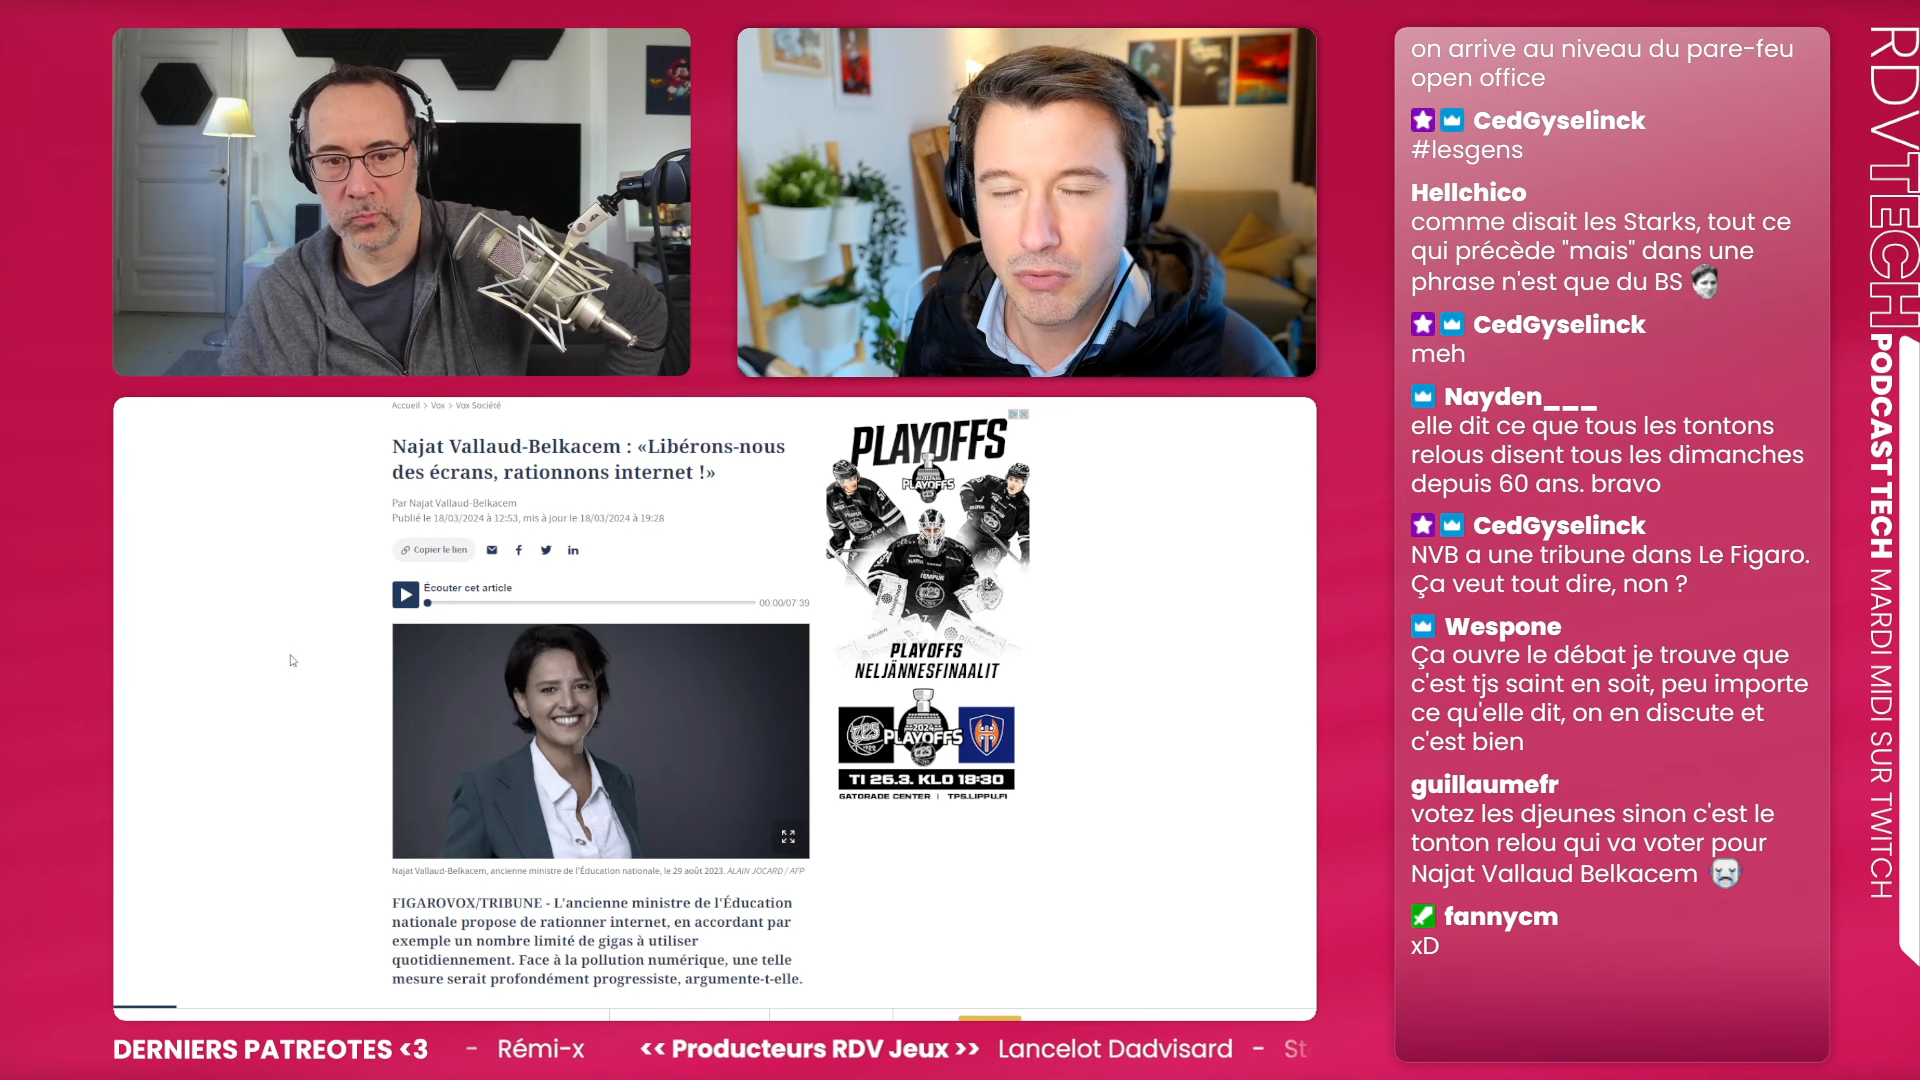 Accueil > Vox > Vox Société
Najat Vallaud-Belkacem : «Libérons-nous
des écrans, rationnons internet !»
Par Najat Vallaud-Belkacem
Publié le 18/03/2024 à 12:53, mis à jour le 18/03/2024 à 19:28
Copier le lien
Écouter cet article
00:00/07:39
Najat Vallaud-Belkacem, ancienne ministre de l'Éducation nationale, le 29 août 2023. ALAIN JOCARD / AFP
FIGAROVOX/TRIBUNE - L'ancienne ministre de l'Éducation
nationale propose de rationner internet, en accordant par
exemple un nombre limité de gigas à utiliser
quotidiennement. Face à la pollution numérique, une telle
mesure serait profondément progressiste, argumente-t-elle.
PLAYOFFS
PLAYOFFS
PLAYOFFS
NELJÄNNESFINAALIT
2024
PLAYOFFS
TI 26.3. KLO 18:30
GATORADE CENTER | TPS.LIPPU.FI
on arrive au niveau du pare-feu
open office
CedGyselinck
#lesgens
Hellchico
comme disait les Starks, tout ce
qui précède "mais" dans une
phrase n'est que du BS
CedGyselinck
meh
Nayden___
elle dit ce que tous les tontons
relous disent tous les dimanches
depuis 60 ans. bravo
CedGyselinck
NVB a une tribune dans Le Figaro.
Ça veut tout dire, non ?
Wespone
Ça ouvre le débat je trouve que
c'est tjs saint en soit, peu importe
ce qu'elle dit, on en discute et
c'est bien
guillaumefr
votez les djeunes sinon c'est le
tonton relou qui va voter pour
Najat Vallaud Belkacem
fannycm
xD
RDVTECH PODCAST TECH MARDI MIDI SUR TWITCH
DERNIERS PATREOTES <3 - Rémi-x << Producteurs RDV Jeux >> Lancelot Dadvisard - St